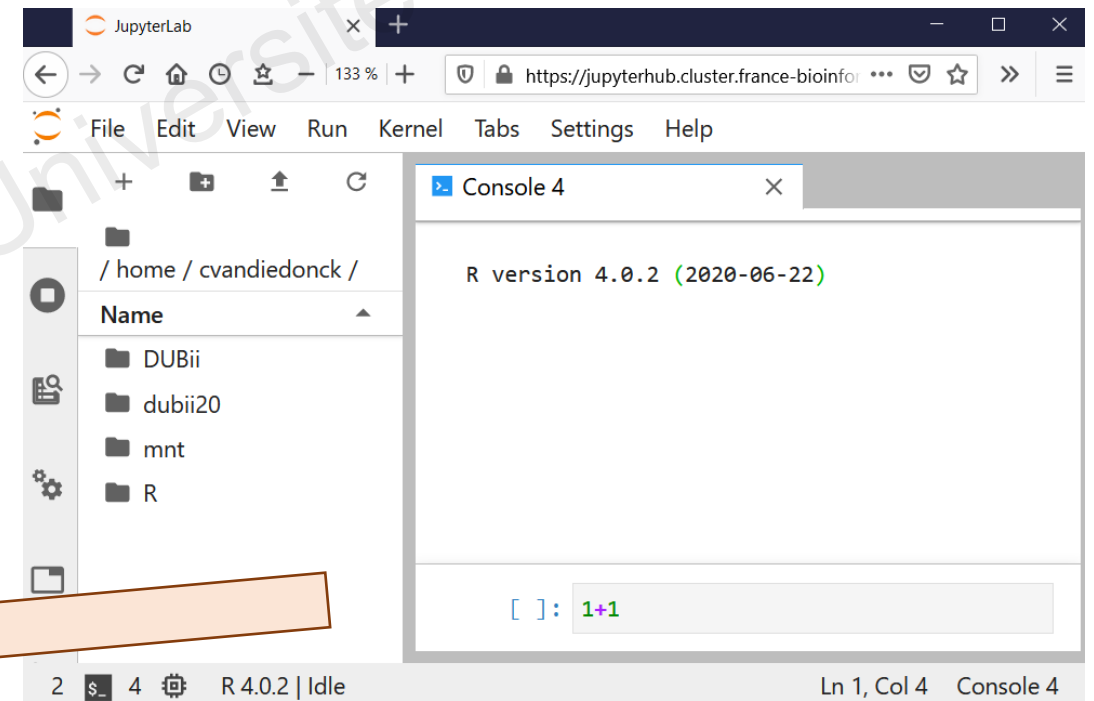 JupyterLab
133 %
https://jupyterhub.cluster.france-bioinfor
File Edit View Run Kernel Tabs Settings Help
Console 4
/ home / cvandiedonck /
R version 4.0.2 (2020-06-22)
Name
DUBii
dubii20
mnt
R
[ ]: 1+1
2 $_ 4 R 4.0.2 | Idle Ln 1, Col 4 Console 4
Université